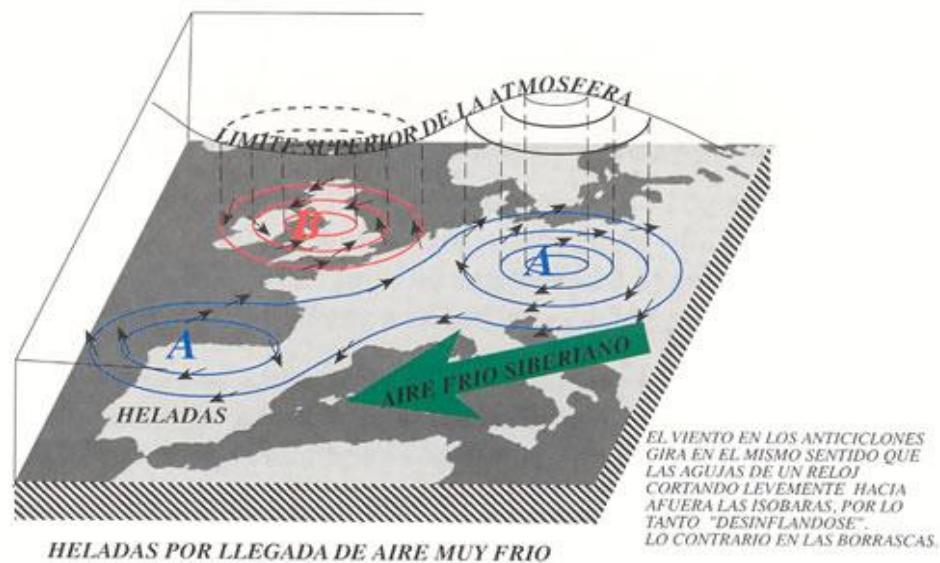 LIMITE SUPERIOR DE LA ATMOSFERA
B
A
A
AIRE FRIO SIBERIANO
HELADAS
EL VIENTO EN LOS ANTICICLONES
GIRA EN EL MISMO SENTIDO QUE
LAS AGUJAS DE UN RELOJ
CORTANDO LEVEMENTE HACIA
AFUERA LAS ISOBARAS, POR LO
TANTO "DESINFLANDOSE".
LO CONTRARIO EN LAS BORRASCAS.
HELADAS POR LLEGADA DE AIRE MUY FRIO